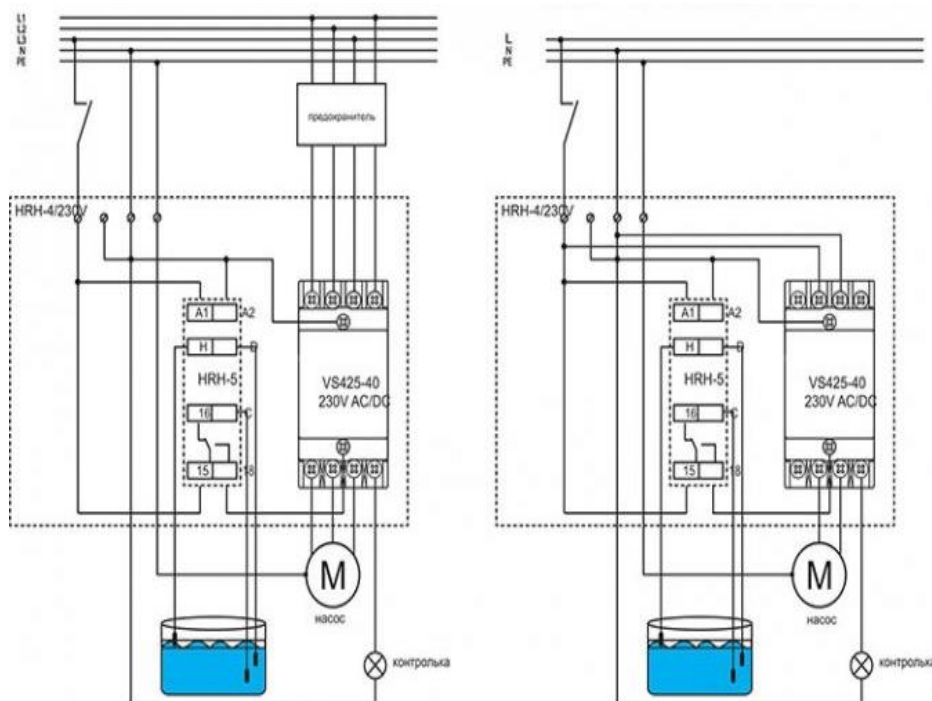 L1
L2
L3
N
PE
предохранитель
HRH-4/230V
A1 A2
H D
HRH-5
16 C
15 18
VS425-40
230V AC/DC
M
насос
контролька
L
N
PE
HRH-4/230V
A1 A2
H D
HRH-5
16 C
15 18
VS425-40
230V AC/DC
M
насос
контролька